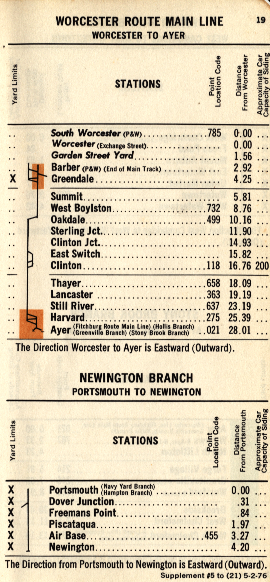 WORCESTER ROUTE MAIN LINE 19
WORCESTER TO AYER
Yard Limits
STATIONS
Point Location Code
Distance From Worcester
Approximate Car Capacity of Siding
South Worcester (P&W) 785 0.00 ...
Worcester (Exchange Street) 0.00 ...
Garden Street Yard 1.56 ...
Barber (P&W) (End of Main Track) 2.92 ...
X Greendale 4.25 ...
Summit 5.81 ...
West Boylston 732 8.76 ...
Oakdale 499 10.16 ...
Sterling Jct. 11.90 ...
Clinton Jct. 14.93 ...
East Switch 15.82 ...
Clinton 118 16.76 200
Thayer 658 18.09 ...
Lancaster 363 19.19 ...
Still River 637 23.19 ...
Harvard 275 25.39 ...
Ayer (Fitchburg Route Main Line) (Hollis Branch) (Greenville Branch) (Stony Brook Branch) ..021 28.01 ...
The Direction Worcester to Ayer is Eastward (Outward).
NEWINGTON BRANCH
PORTSMOUTH TO NEWINGTON
Yard Limits
STATIONS
Point Location Code
Distance From Portsmouth
Approximate Car Capacity of Siding
X Portsmouth (Navy Yard Branch) (Hampton Branch) 0.00 ...
X Dover Junction .31 ...
X Freemans Point .84 ...
X Piscataqua 1.97 ...
X Air Base 455 3.27 ...
X Newington 4.20 ...
The Direction from Portsmouth to Newington is Eastward (Outward).
Supplement #5 to (21) 5-2-76